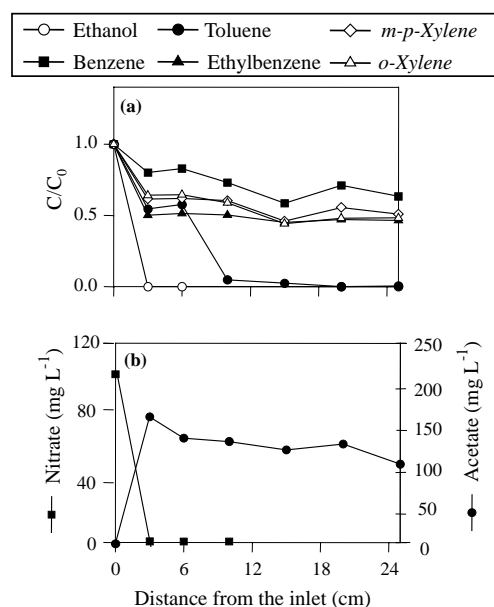 Ethanol Toluene m-p-Xylene
Benzene Ethylbenzene o-Xylene
(a)
1.0
0.5
0.0
C/C0
(b)
120
80
40
0
Nitrate (mg L-1)
250
200
150
100
50
0
Acetate (mg L-1)
0 6 12 18 24
Distance from the inlet (cm)